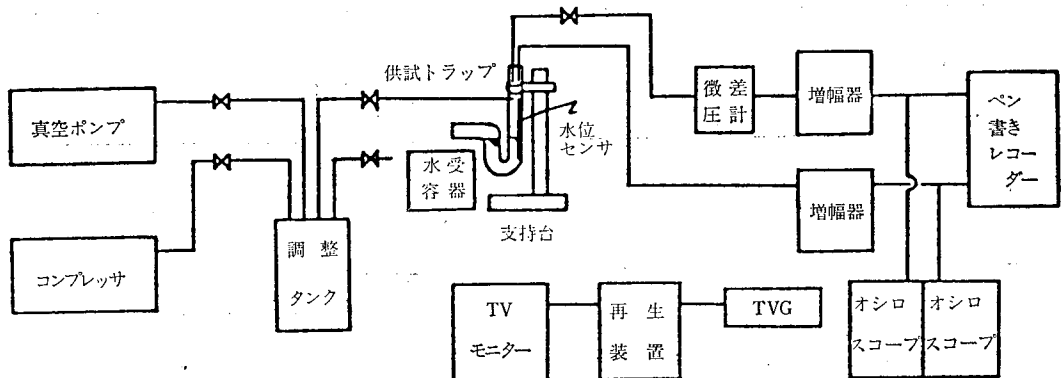 供試トラップ
真空ポンプ
水位
センサ
水受
容器
支持台
微差
圧計
増幅器
ペン
書き
レコー
ダー
増幅器
コンプレッサ
調整
タンク
TV
モニター
再生
装置
TVG
オシロ
スコープ
オシロ
スコープ